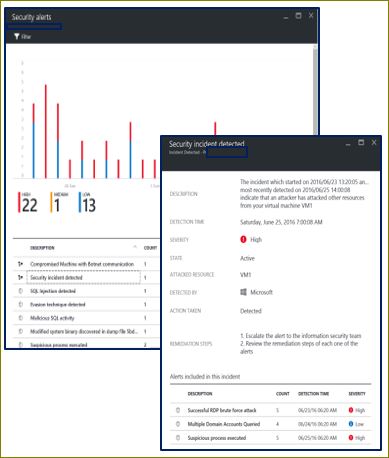 Security alerts
Filter
HIGH
22
MEDIUM
1
LOW
13
DESCRIPTION
COUNT
Compromised Machine with Botnet communication 1
Security incident detected 1
SQL Injection detected 1
Evasion technique detected 1
Malicious SQL activity 1
Modified system binary discovered in dump file 1
Suspicious process executed 2
Security incident detected
Incident Detected
DESCRIPTION
The incident which started on 2016/06/23 13:20:05 an...
most recently detected on 2016/06/25 14:00:08
indicate that an attacker has attacked other resources
from your virtual machine VM1
DETECTION TIME Saturday, June 25, 2016 7:00:08 AM
SEVERITY High
STATE Active
ATTACKED RESOURCE VM1
DETECTED BY Microsoft
ACTION TAKEN Detected
REMEDIATION STEPS
1. Escalate the alert to the information security team
2. Review the remediation steps of each one of the
alerts
Alerts included in this incident
DESCRIPTION COUNT DETECTION TIME SEVERITY
Successful RDP brute force attack 5 06/23/16 06:20 AM High
Multiple Domain Accounts Queried 4 06/24/16 06:20 AM Low
Suspicious process executed 5 06/25/16 06:20 AM High